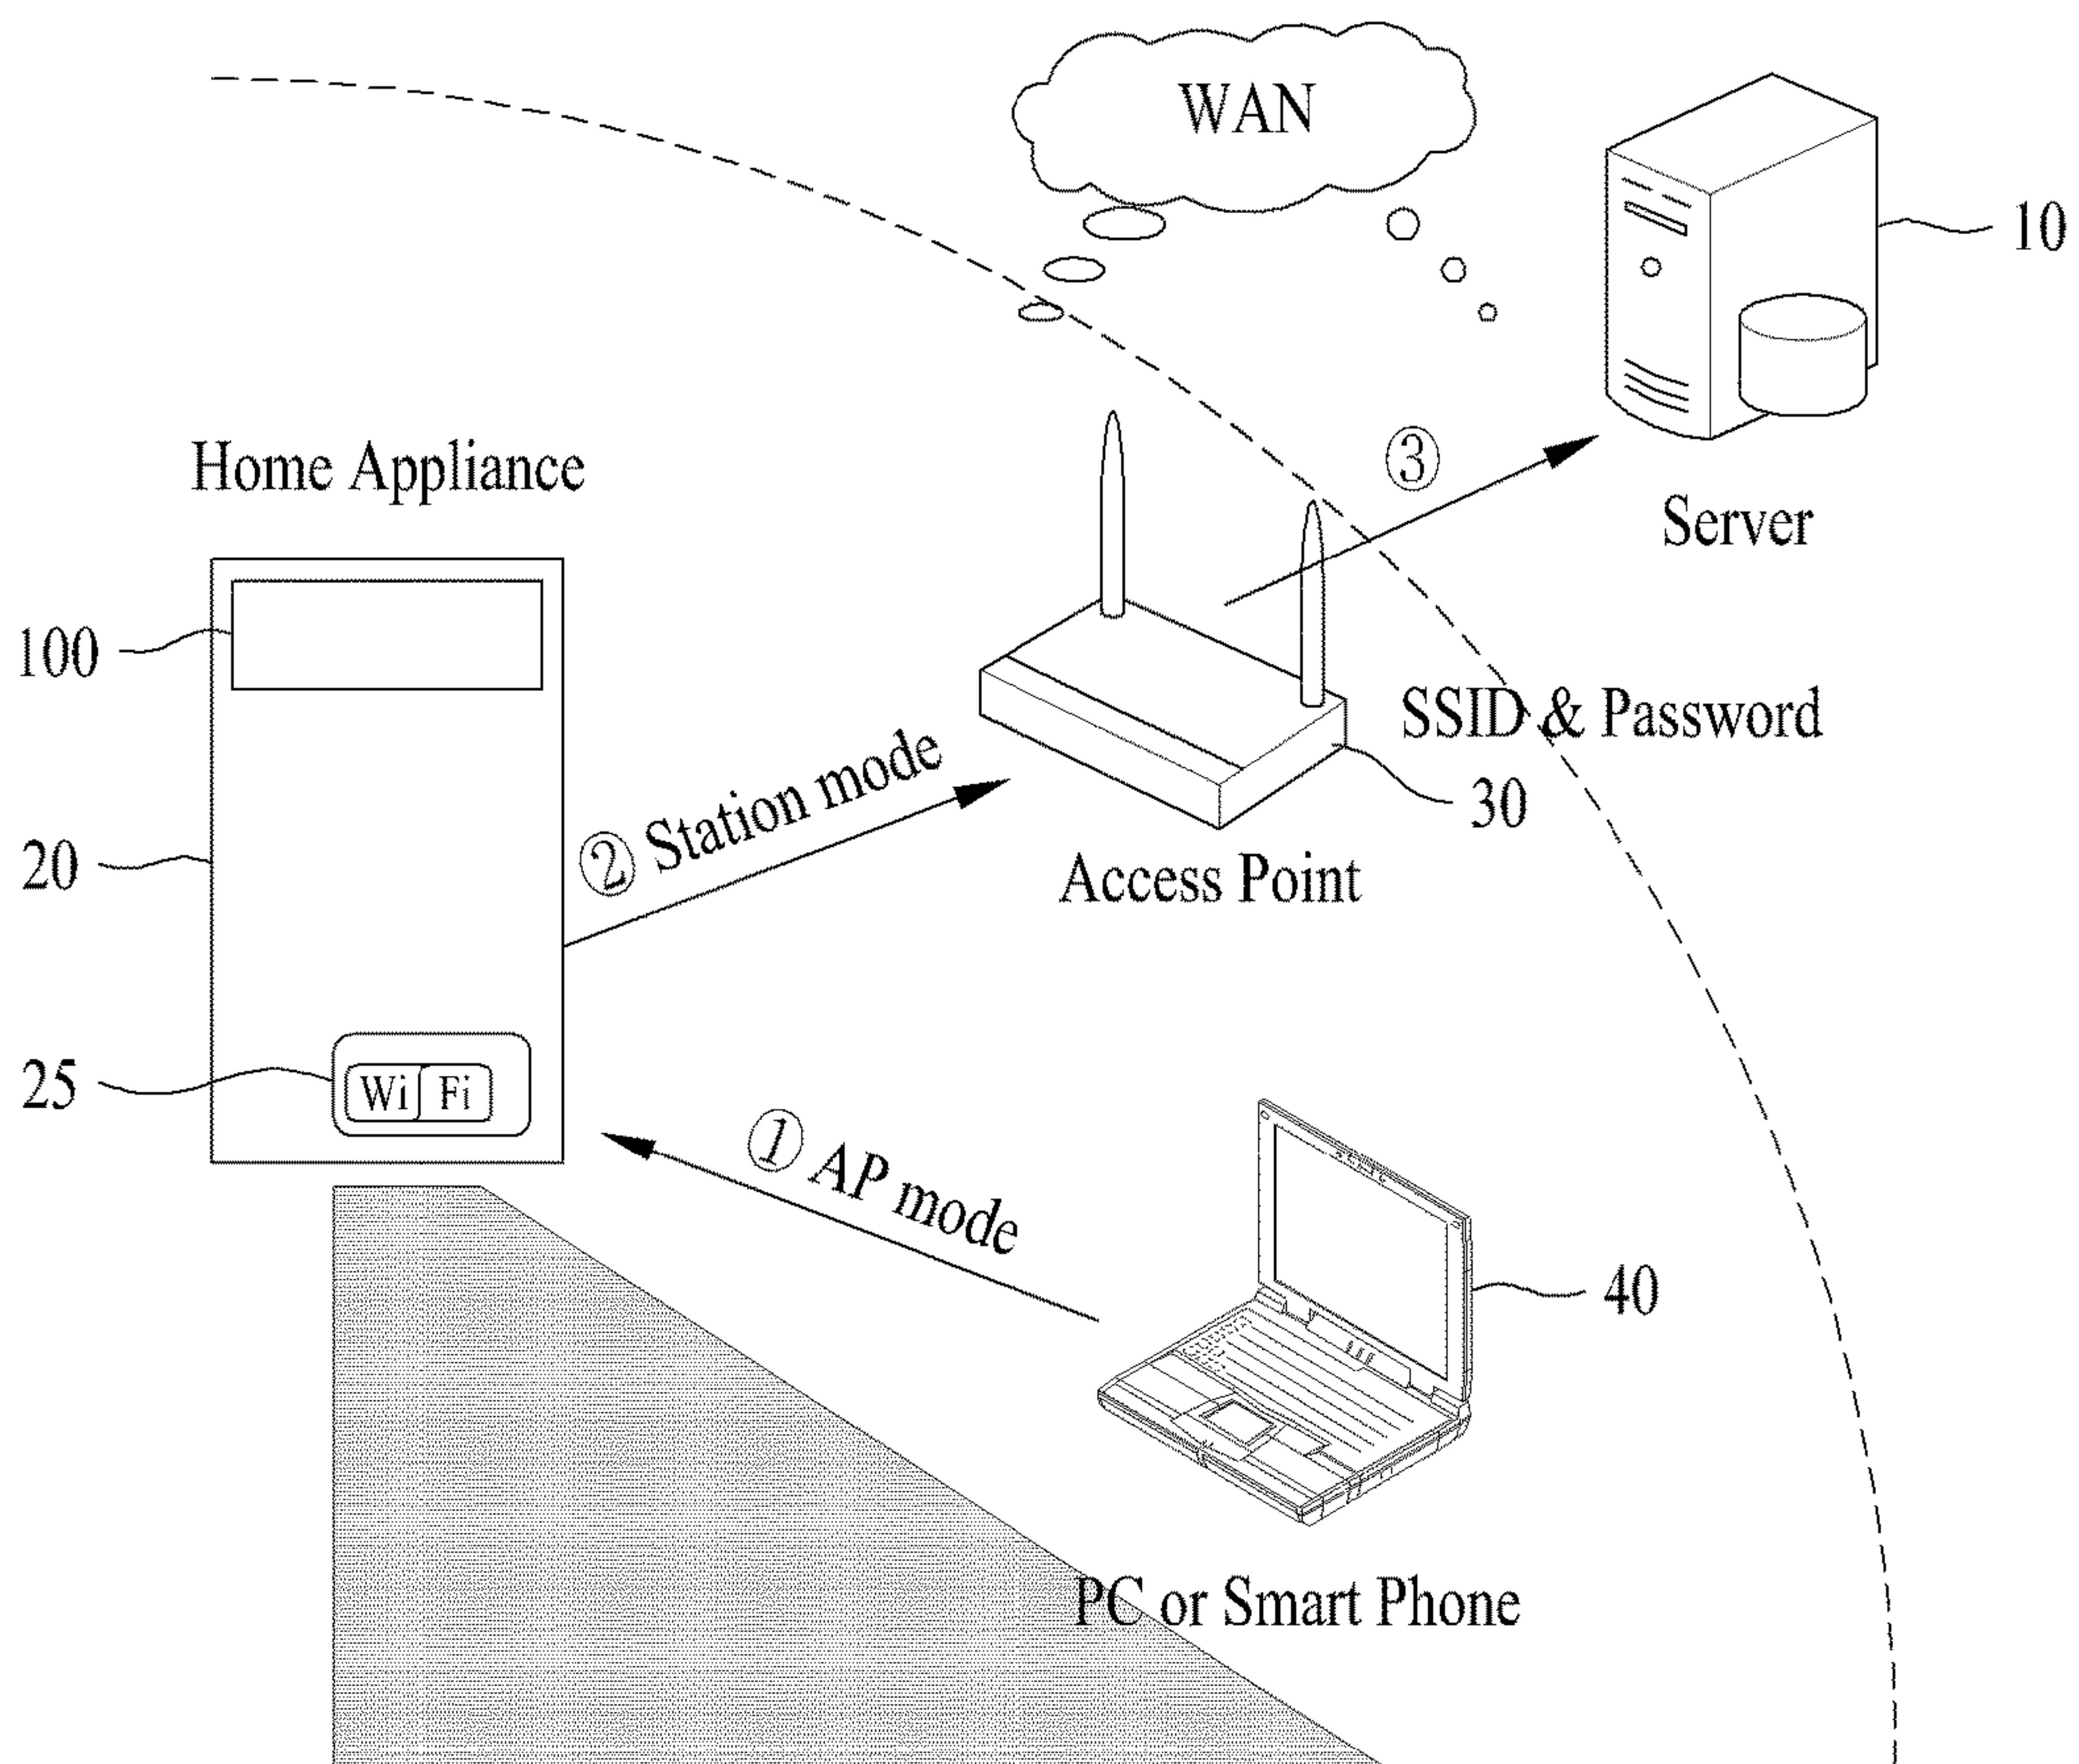 WAN
10
③
Home Appliance
Server
100
SSID & Password
② Station mode
30
20
Access Point
25
Wi Fi
① AP mode
40
PC or Smart Phone